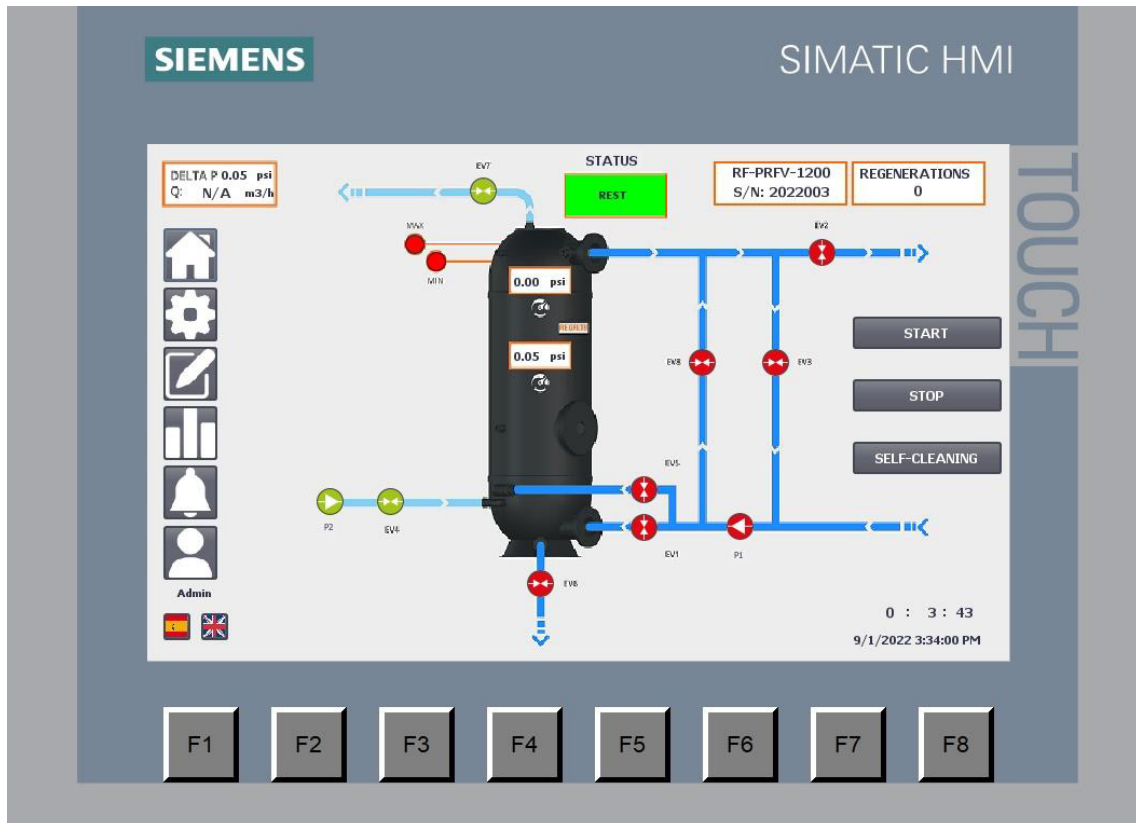 SIEMENS
SIMATIC HMI
TOUCH
DELTA P 0.05 psi
Q: N/A m3/h
EV7
STATUS
REST
RF-PRFV-1200
S/N: 2022003
REGENERATIONS
0
MAX
MIN
EV2
0.00 psi
0.05 psi
START
EV8
EV3
STOP
SELF-CLEANING
EV5
P2
EV4
EV1
P1
EV6
Admin
0 : 3 : 43
9/1/2022 3:34:00 PM
F1
F2
F3
F4
F5
F6
F7
F8